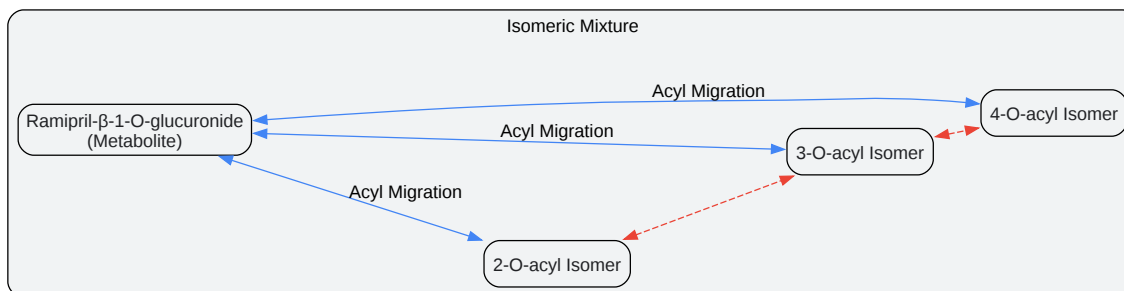 Isomeric Mixture
Acyl Migration
4-O-acyl Isomer
Ramipril-β-1-O-glucuronide
(Metabolite)
Acyl Migration
3-O-acyl Isomer
Acyl Migration
2-O-acyl Isomer